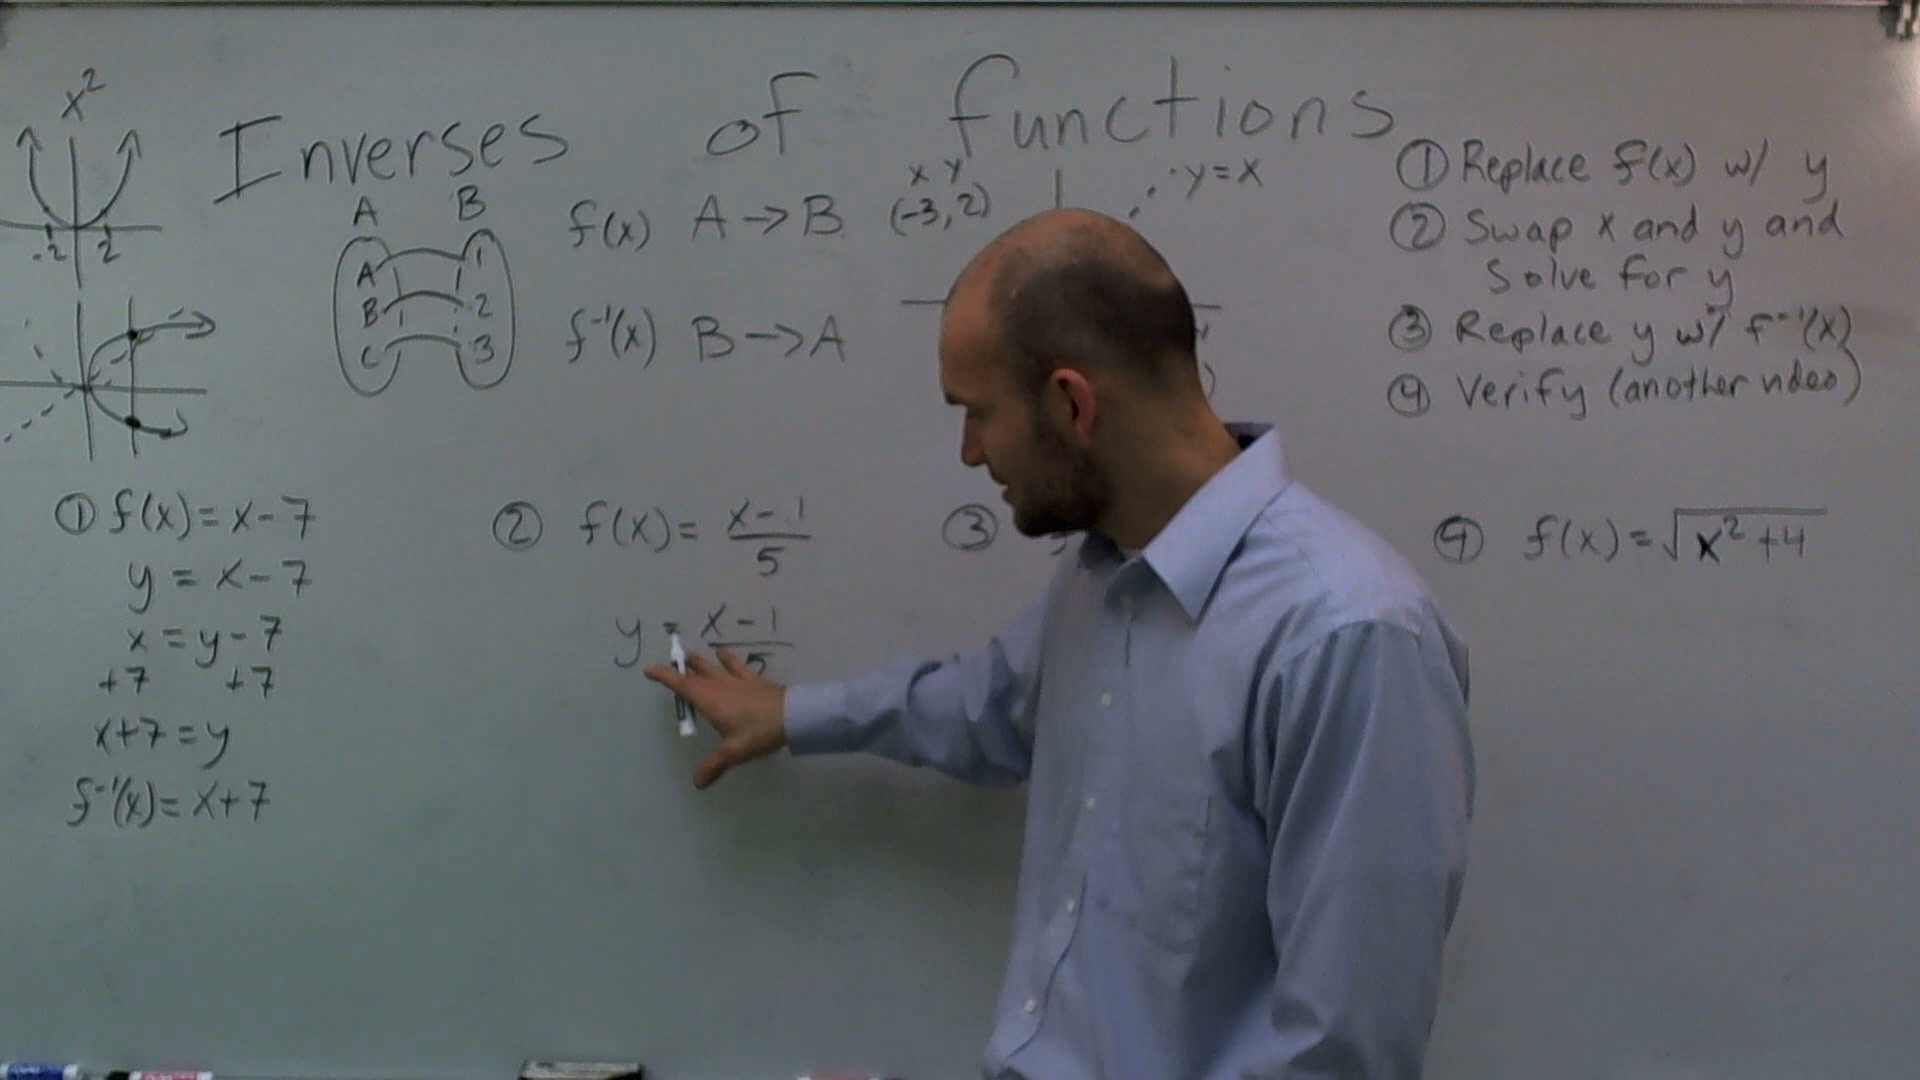 Inverses of functions
x²
-2 2
A B
A 1
B 2
C 3
f(x) A → B
f⁻¹(x) B → A
x y
(-3, 2)
y = x
① Replace f(x) w/ y
② Swap x and y and
solve for y
③ Replace y w/ f⁻¹(x)
④ Verify (another video)
① f(x) = x - 7
y = x - 7
x = y - 7
+7 +7
x+7 = y
f⁻¹(x) = x+7
② f(x) = x - 1
5
y = x - 1
5
③
④ f(x) = √x² + 4